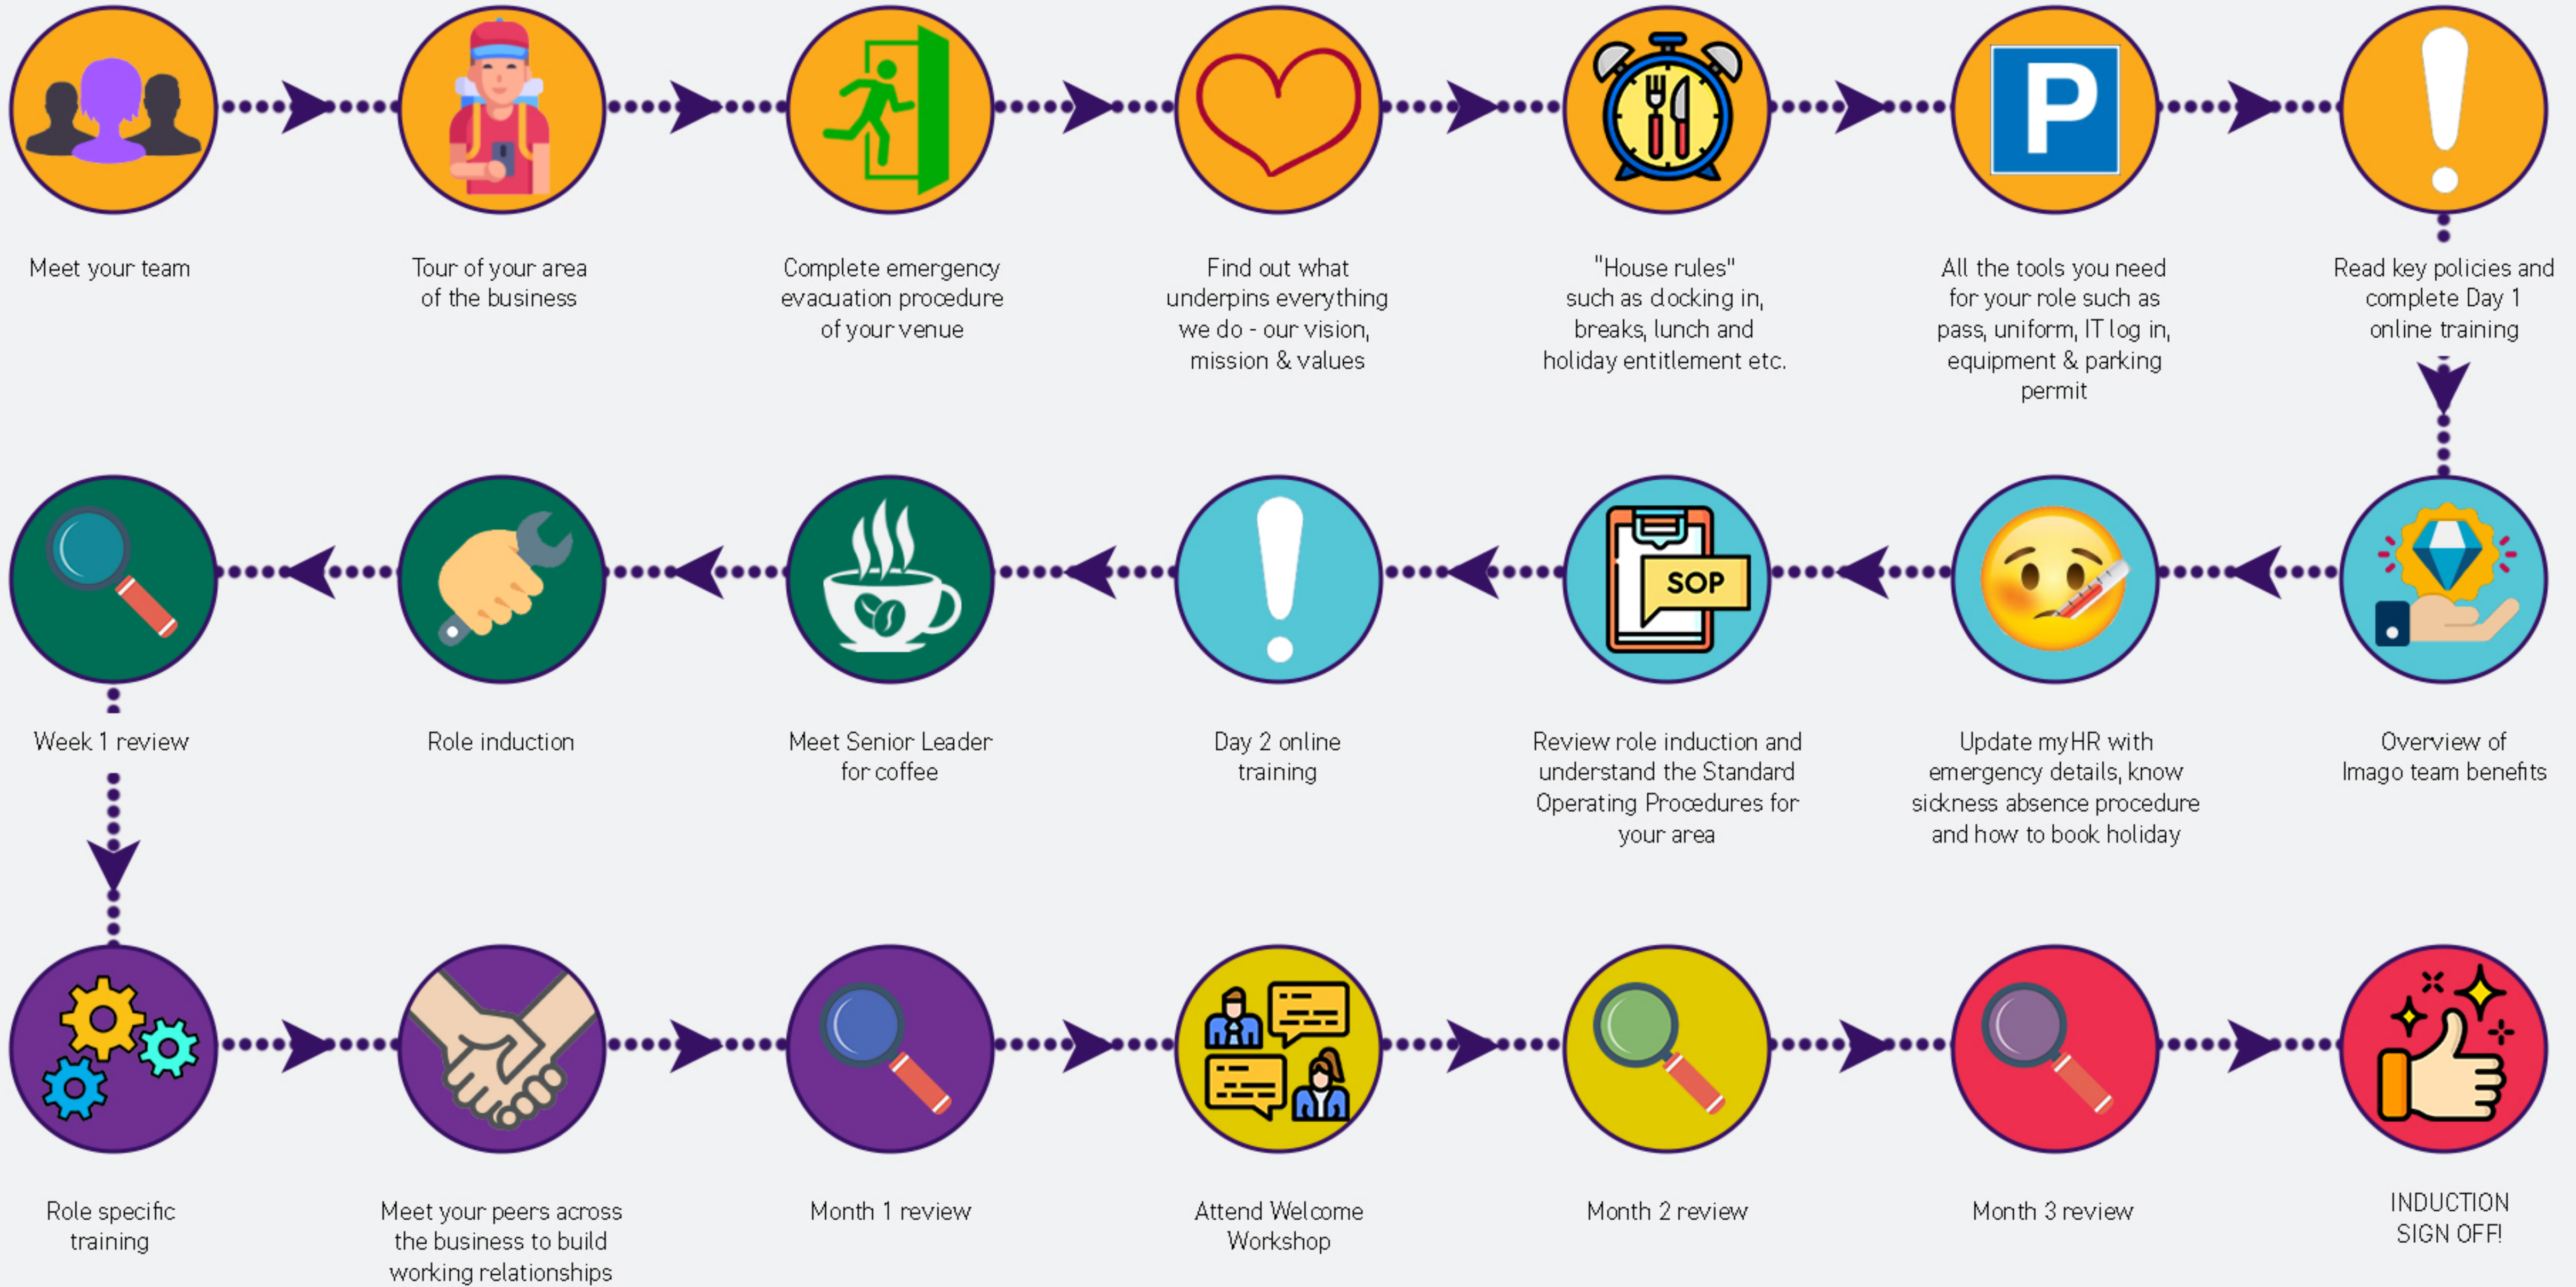 P
Meet your team
Tour of your area
of the business
Complete emergency
evacuation procedure
of your venue
Find out what
underpins everything
we do - our vision,
mission & values
"House rules"
such as clocking in,
breaks, lunch and
holiday entitlement etc.
All the tools you need
for your role such as
pass, uniform, IT log in,
equipment & parking
permit
Read key policies and
complete Day 1
online training
SOP
Overview of
Imago team benefits
Update myHR with
emergency details, know
sickness absence procedure
and how to book holiday
Review role induction and
understand the Standard
Operating Procedures for
your area
Day 2 online
training
Meet Senior Leader
for coffee
Role induction
Week 1 review
Role specific
training
Meet your peers across
the business to build
working relationships
Month 1 review
Attend Welcome
Workshop
Month 2 review
Month 3 review
INDUCTION
SIGN OFF!